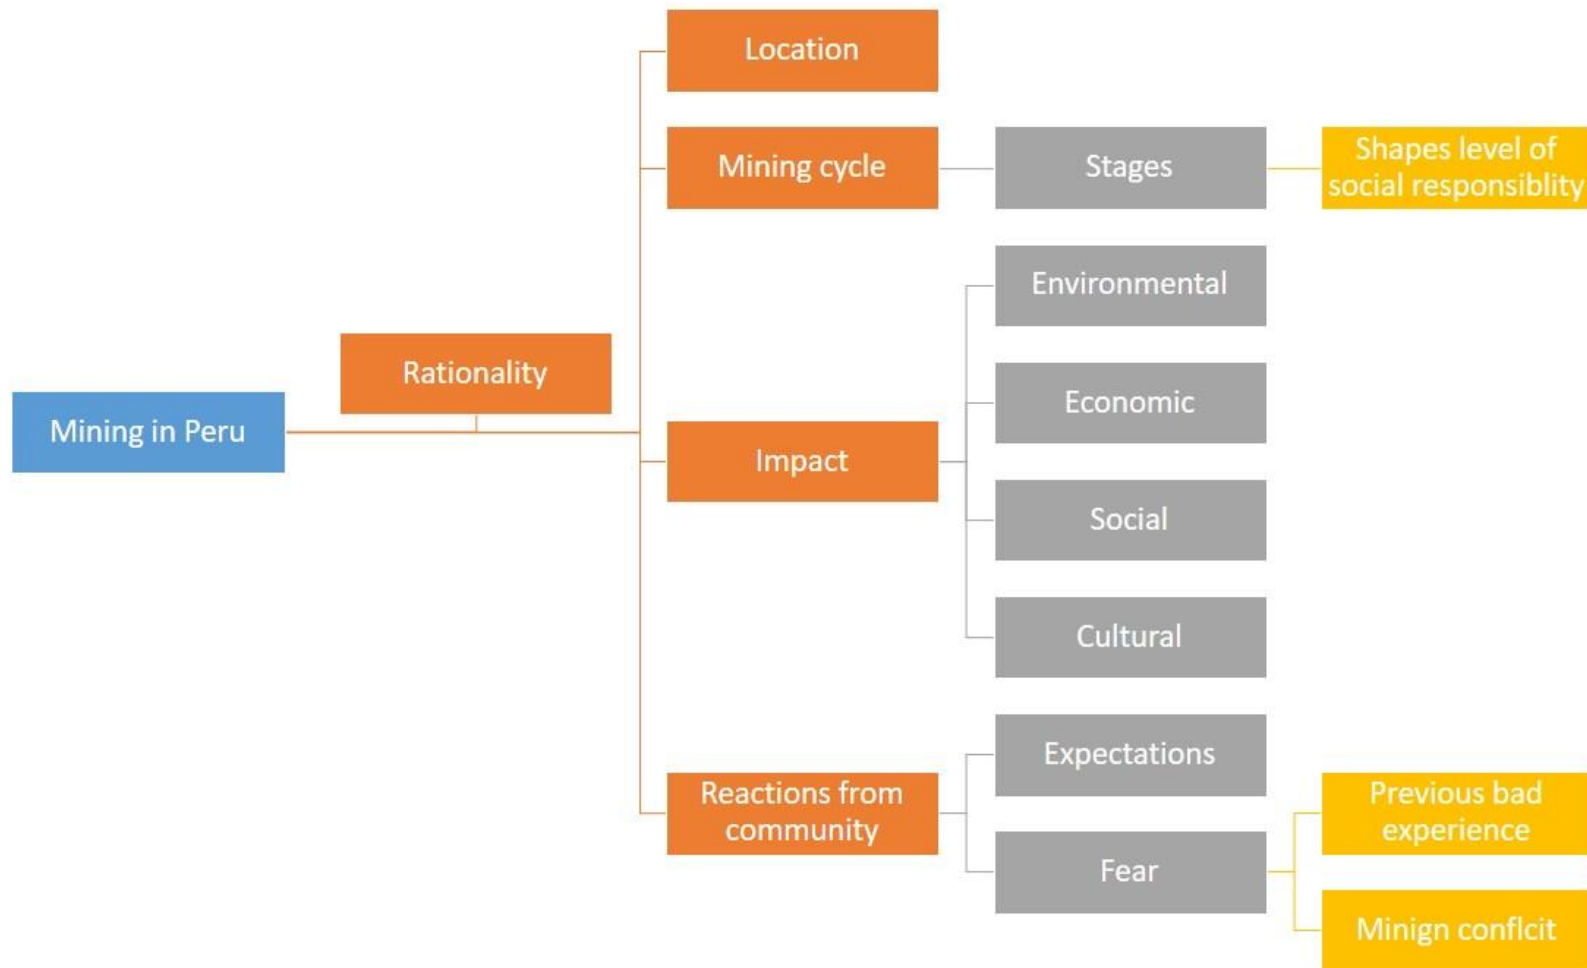 Location
Mining cycle
Stages
Shapes level of
social responsiblity
Environmental
Rationality
Economic
Mining in Peru
Impact
Social
Cultural
Expectations
Reactions from
community
Previous bad
experience
Fear
Minign conflcit